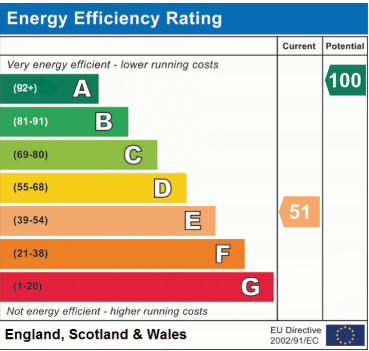 Energy Efficiency Rating
Current Potential
Very energy efficient - lower running costs
(92+) A
(81-91) B
(69-80) C
(55-68) D
(39-54) E
(21-38) F
(1-20) G
100
51
Not energy efficient - higher running costs
England, Scotland & Wales
EU Directive
2002/91/EC